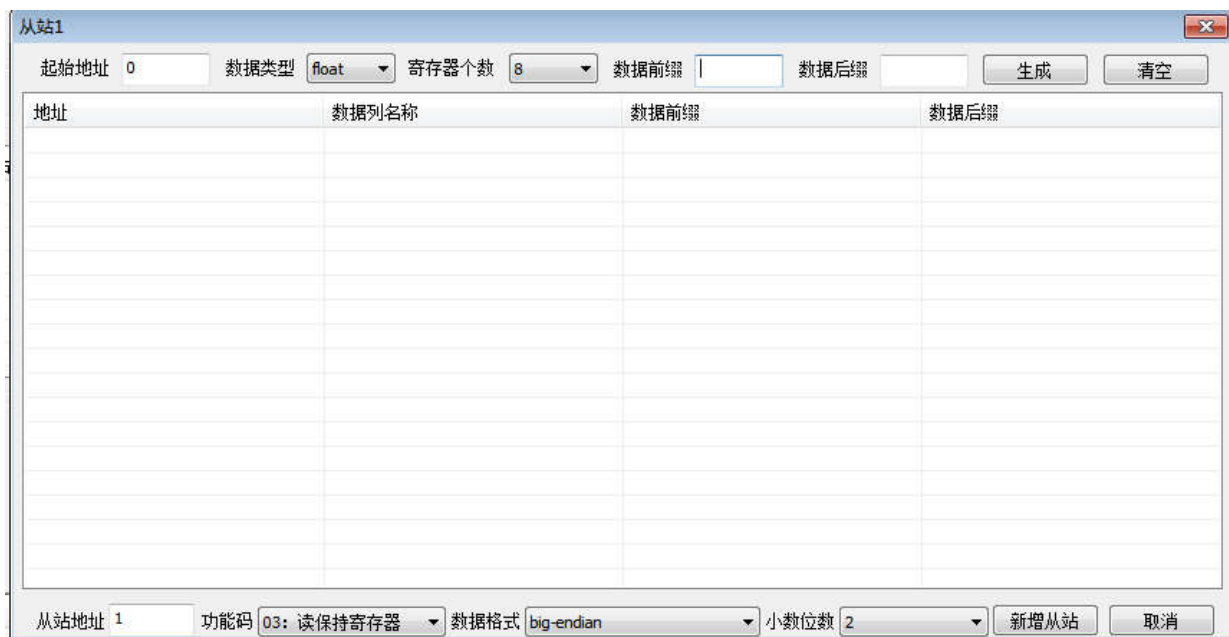 从站1
起始地址 0 数据类型 float 寄存器个数 8 数据前缀 数据后缀 生成 清空
地址 数据列名称 数据前缀 数据后缀
从站地址 1 功能码 03：读保持寄存器 数据格式 big-endian 小数位数 2 新增从站 取消